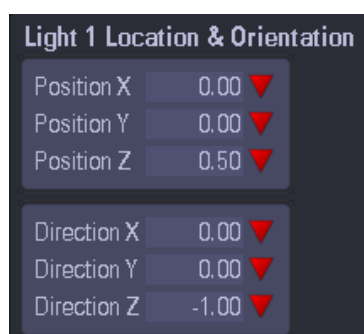 Light 1 Location & Orientation
Position X 0.00
Position Y 0.00
Position Z 0.50
Direction X 0.00
Direction Y 0.00
Direction Z -1.00